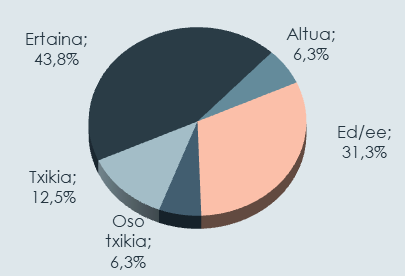 Ertaina;
43,8%
Altua;
6,3%
Ed/ee;
31,3%
Txikia;
12,5%
Oso
txikia;
6,3%